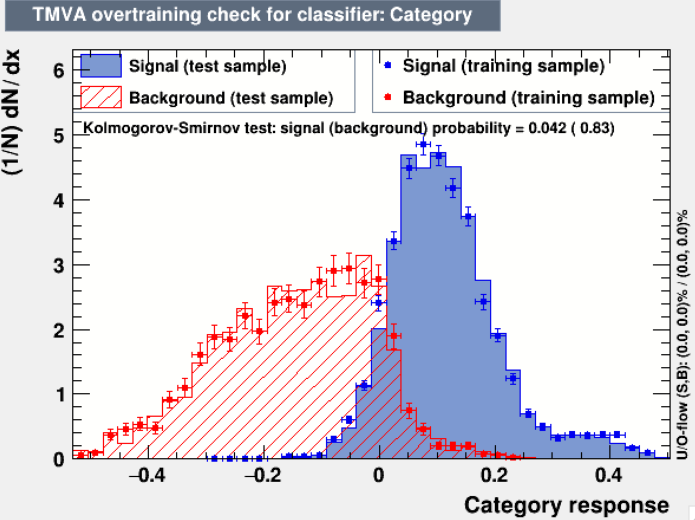 TMVA overtraining check for classifier: Category
(1/N) dN/dx
6
5
4
3
2
1
0
Signal (test sample)
Background (test sample)
Signal (training sample)
Background (training sample)
Kolmogorov-Smirnov test: signal (background) probability = 0.042 ( 0.83)
−0.4
−0.2
0
0.2
0.4
Category response
U/O-flow (S,B): (0.0, 0.0)% / (0.0, 0.0)%